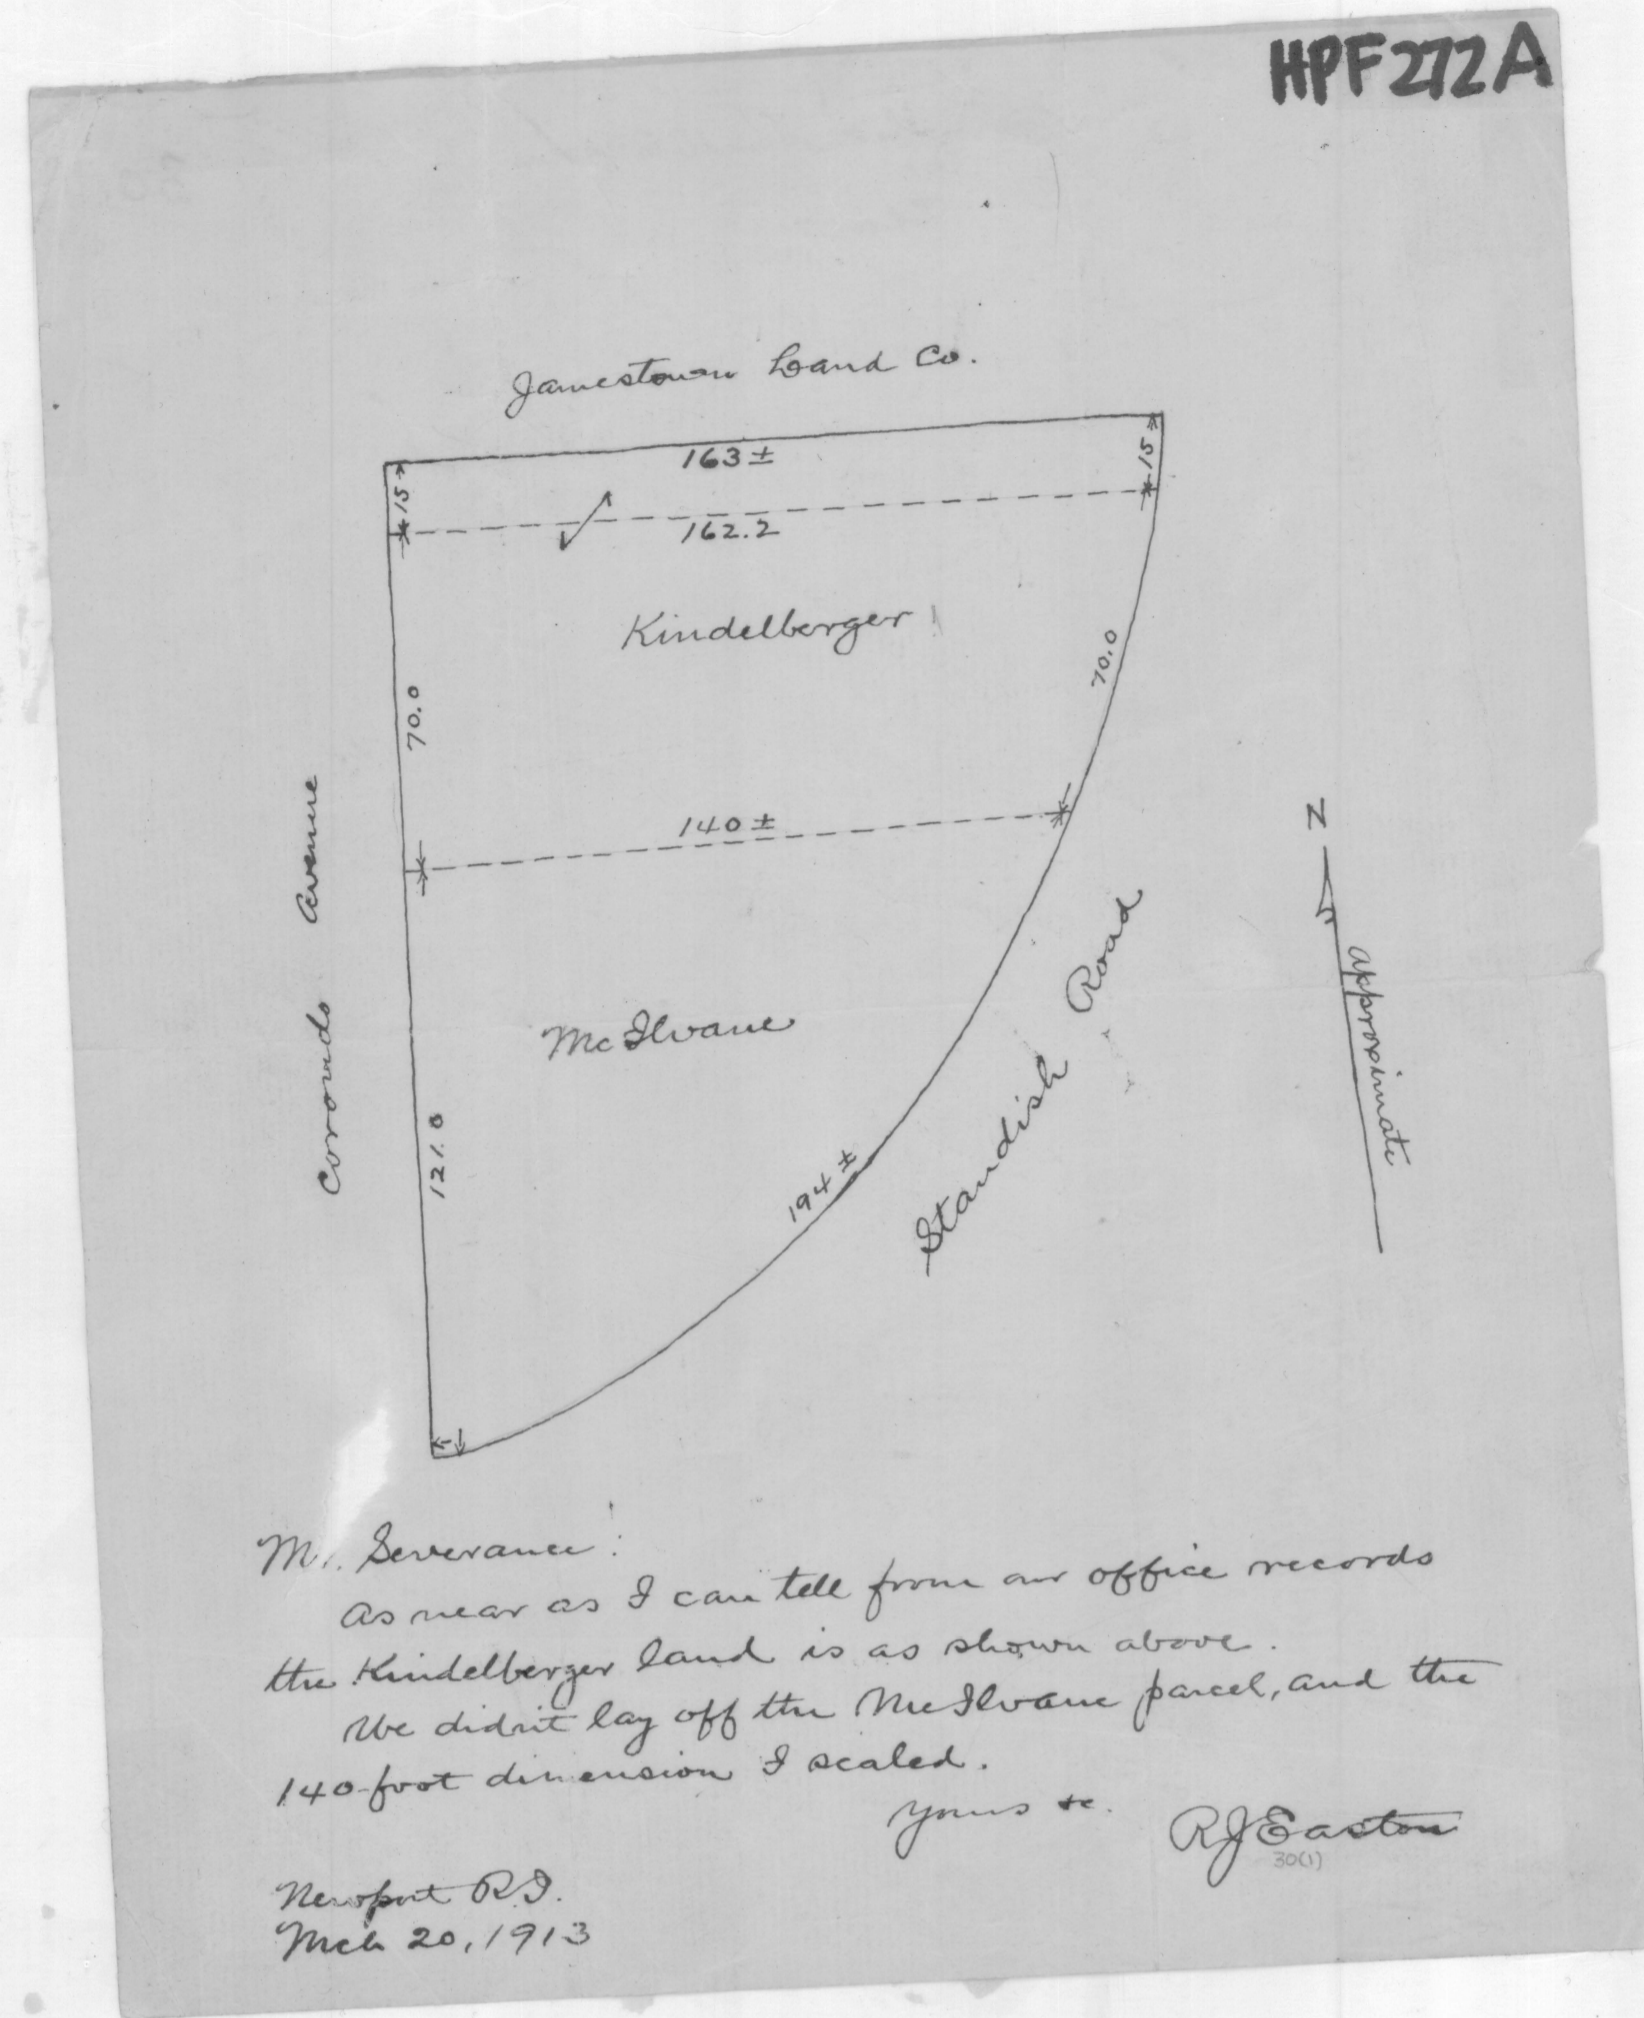 HPF272A
Jamestown Land Co.
163 ±
15
15
162.2
Kindelberger
70.0
70.0
140 ±
Coronado Avenue
McIlvane
121.0
194 ±
Standish Road
N
approximate
Mr. Severance:
As near as I can tell from our office records
the Kindelberger land is as shown above.
We didn't lay off the McIlvane parcel, and the
140-foot dimension I scaled.
Yours &c.
RJEaston
30(1)
Newport R.I.
Mch 20, 1913